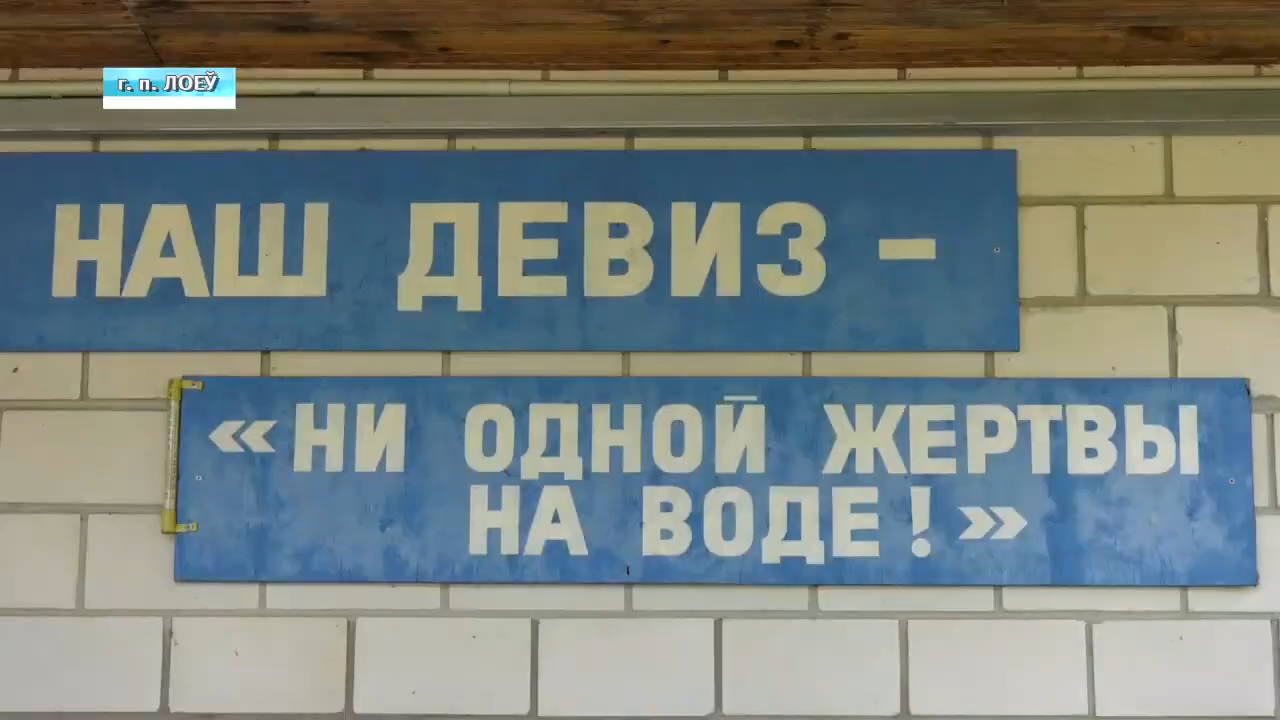 г. п. ЛОЕЎ
НАШ ДЕВИЗ -
«НИ ОДНОЙ ЖЕРТВЫ
НА ВОДЕ!»